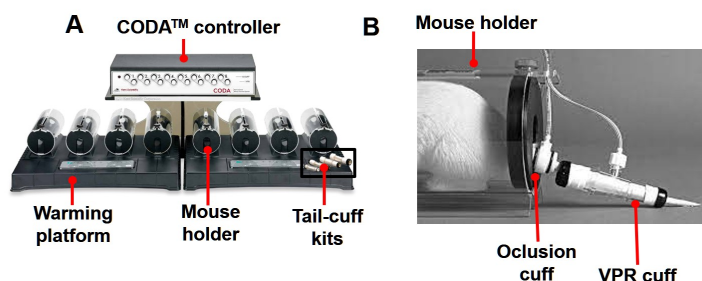 A
CODA™ controller
CODA
Warming
platform
Mouse
holder
Tail-cuff
kits
B
Mouse holder
Oclusion
cuff
VPR cuff